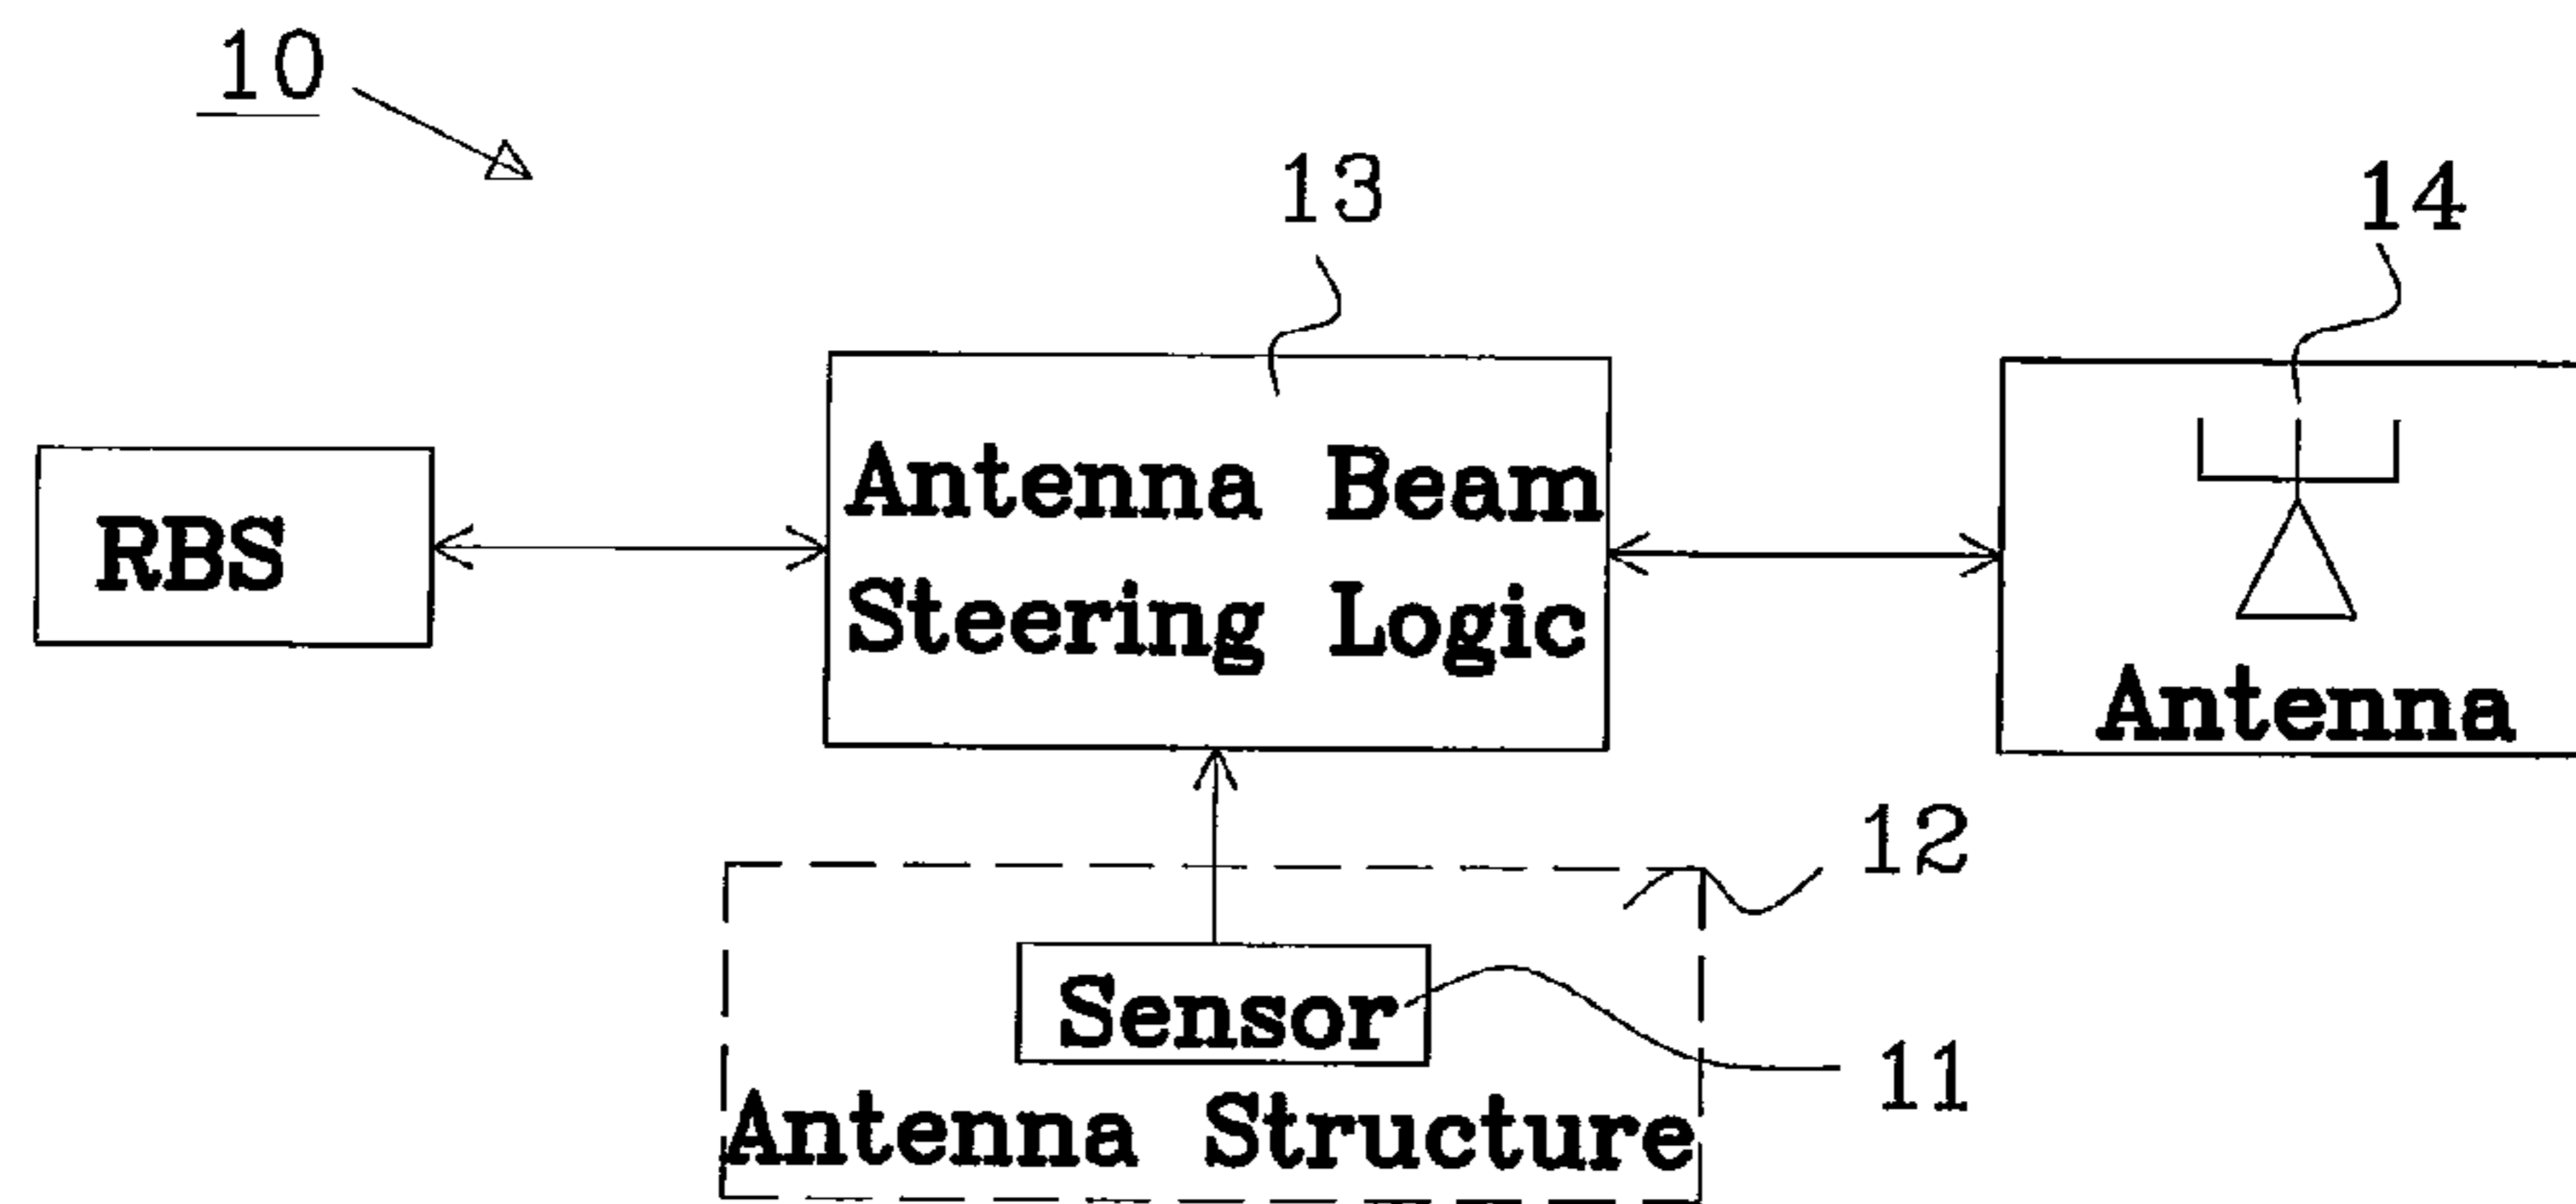 10
13
14
RBS
Antenna Beam
Steering Logic
Antenna
12
Sensor
11
Antenna Structure